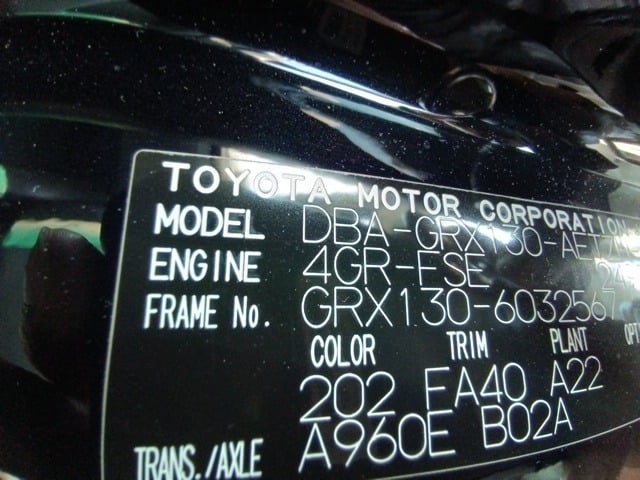 TOYOTA MOTOR CORPORATION
MODEL DBA-GRX130-AETZ
ENGINE 4GR-FSE
FRAME No. GRX130-6032567
COLOR TRIM PLANT
202 FA40 A22
TRANS./AXLE A960E B02A